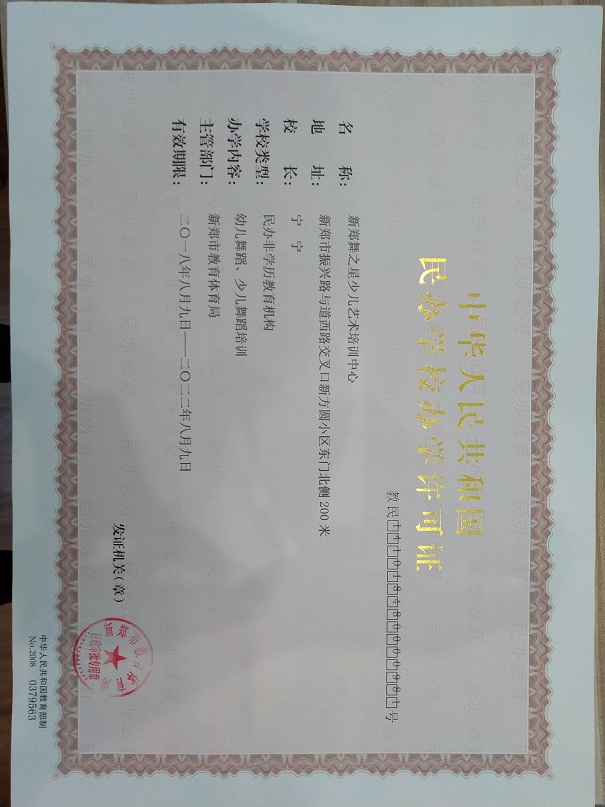 中华人民共和国
民办学校办学许可证
名　称：新郑舞之星少儿艺术培训中心
地　址：新郑市振兴路与道西路交叉口新方圆小区东门北侧200米
校　长：宁 宁
学校类型：民办非学历教育机构
办学内容：幼儿舞蹈、少儿舞蹈培训
主管部门：新郑市教育体育局
有效期限：二〇一八年八月九日——二〇二二年八月九日
发证机关（章）
中华人民共和国教育部制
No.2008 0379563